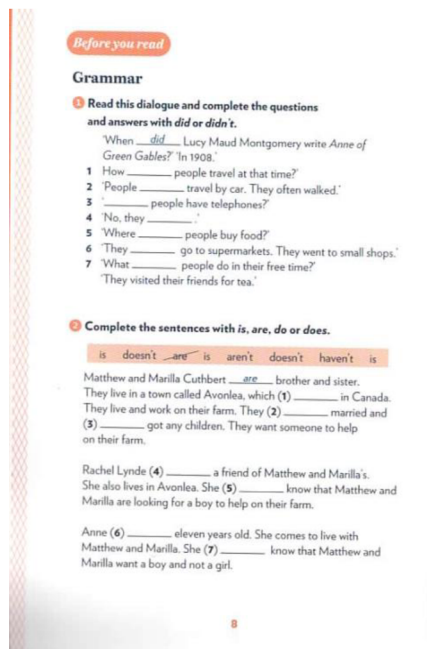 Before you read
Grammar
1 Read this dialogue and complete the questions
and answers with did or didn't.
'When did Lucy Maud Montgomery write Anne of
Green Gables?' 'In 1908.'
1 How ______ people travel at that time?'
2 'People ______ travel by car. They often walked.'
3 '______ people have telephones?'
4 'No, they ______.'
5 'Where ______ people buy food?'
6 'They ______ go to supermarkets. They went to small shops.'
7 'What ______ people do in their free time?'
'They visited their friends for tea.'
2 Complete the sentences with is, are, do or does.
is doesn't are is aren't doesn't haven't is
Matthew and Marilla Cuthbert are brother and sister.
They live in a town called Avonlea, which (1) ______ in Canada.
They live and work on their farm. They (2) ______ married and
(3) ______ got any children. They want someone to help
on their farm.
Rachel Lynde (4) ______ a friend of Matthew and Marilla's.
She also lives in Avonlea. She (5) ______ know that Matthew and
Marilla are looking for a boy to help on their farm.
Anne (6) ______ eleven years old. She comes to live with
Matthew and Marilla. She (7) ______ know that Matthew and
Marilla want a boy and not a girl.
8